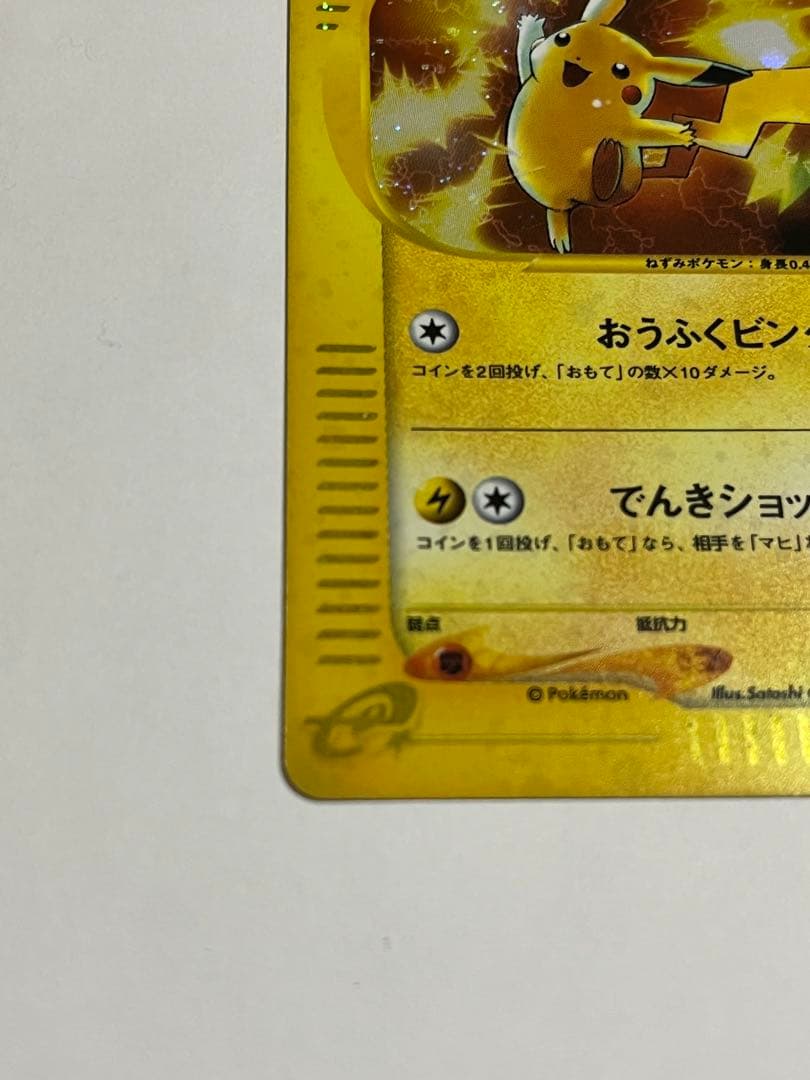 ねずみポケモン：身長0.4
おうふくビン
コインを2回投げ、「おもて」の数×10ダメージ。
でんきショッ
コインを1回投げ、「おもて」なら、相手を「マヒ」
弱点 抵抗力
© Pokémon Illus. Satoshi